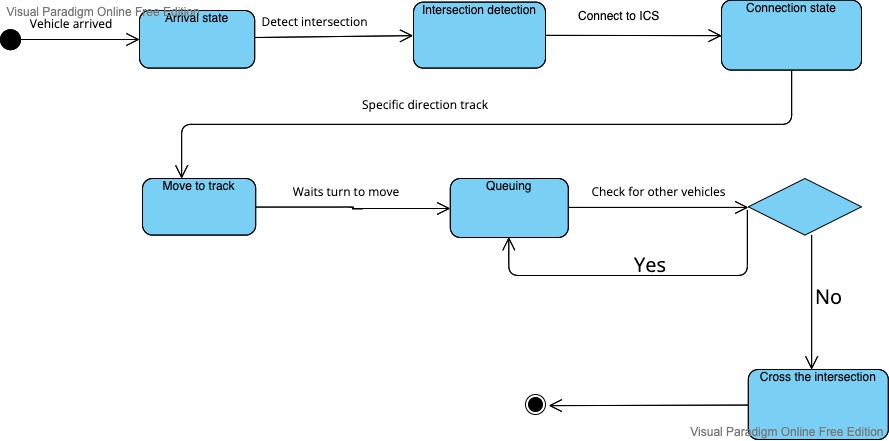 Visual Paradigm Online Free Edition
Vehicle arrived
Arrival state
Detect intersection
Intersection detection
Connect to ICS
Connection state
Specific direction track
Move to track
Waits turn to move
Queuing
Check for other vehicles
Yes
No
Cross the intersection
Visual Paradigm Online Free Edition